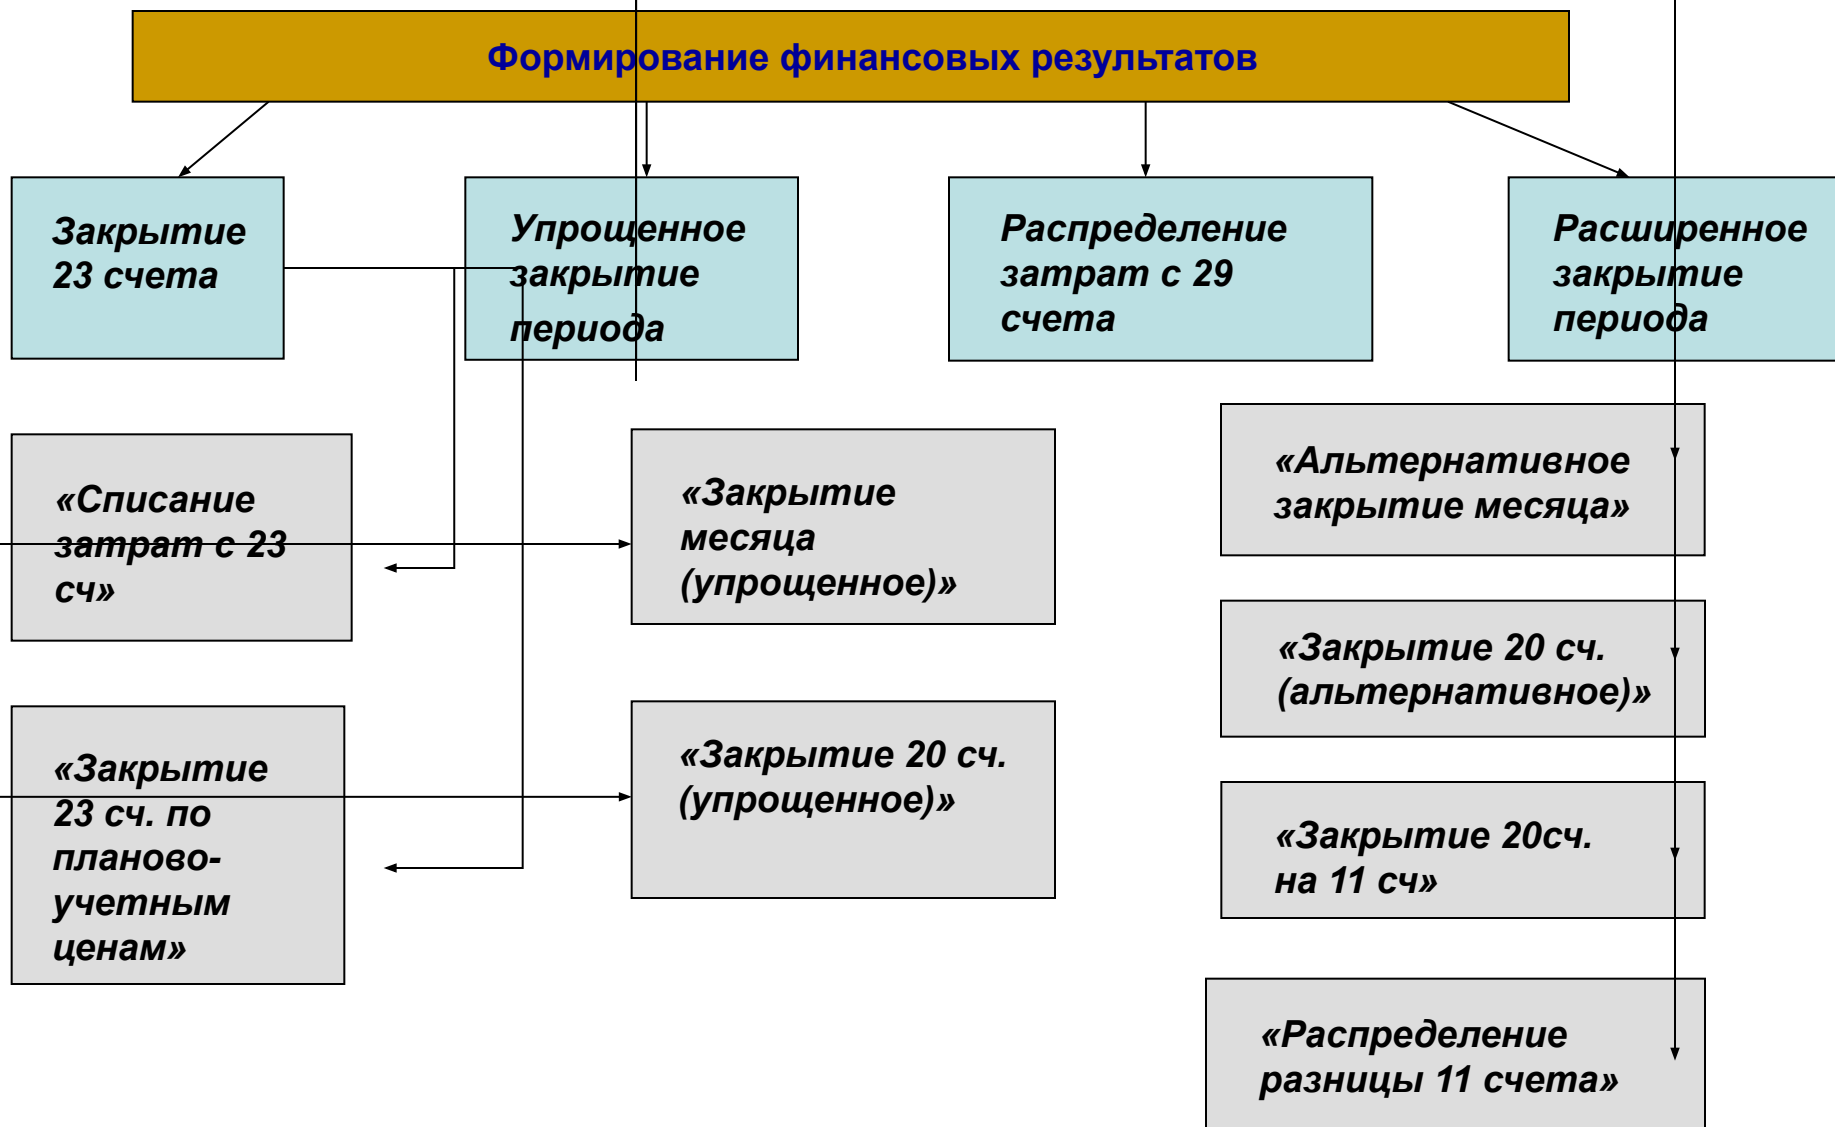 Формирование финансовых результатов
Закрытие
23 счета
Упрощенное
закрытие
периода
Распределение
затрат с 29
счета
Расширенное
закрытие
периода
«Списание
затрат с 23
сч»
«Закрытие
месяца
(упрощенное)»
«Альтернативное
закрытие месяца»
«Закрытие 20 сч.
(альтернативное)»
«Закрытие
23 сч. по
планово-
учетным
ценам»
«Закрытие 20 сч.
(упрощенное)»
«Закрытие 20сч.
на 11 сч»
«Распределение
разницы 11 счета»